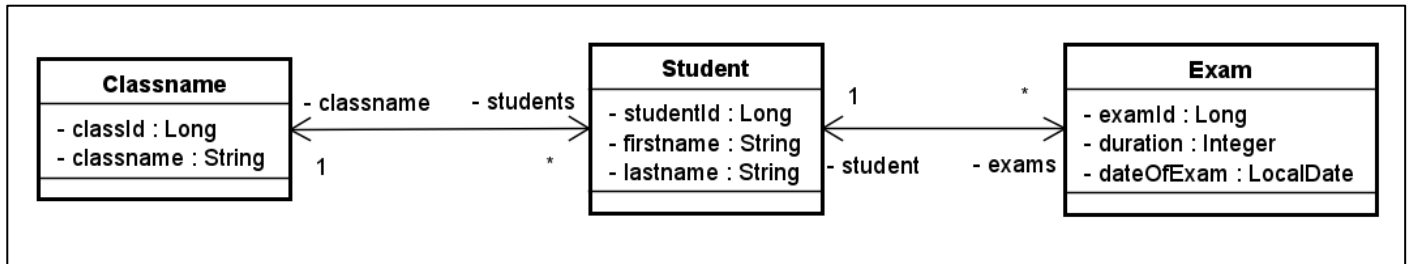 Classname
- classId : Long
- classname : String
- classname
- students
1
*
Student
- studentId : Long
- firstname : String
- lastname : String
1
*
- student
- exams
Exam
- examId : Long
- duration : Integer
- dateOfExam : LocalDate